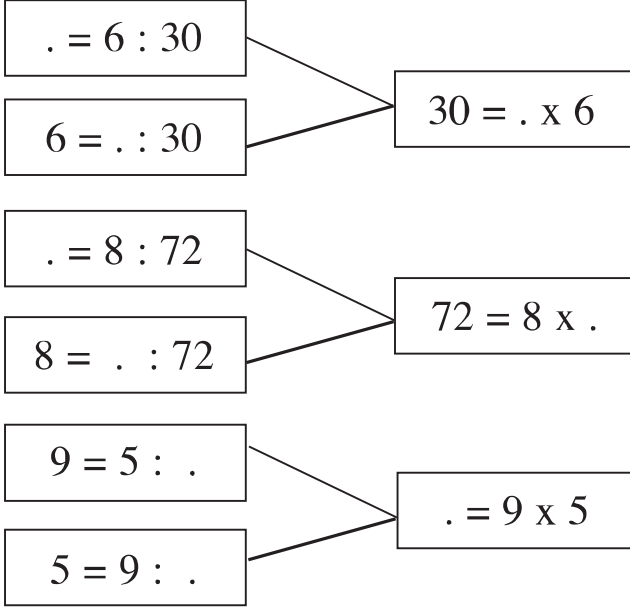 . = 6 : 30
6 = . : 30
30 = . x 6
. = 8 : 72
8 = . : 72
72 = 8 x .
9 = 5 : .
5 = 9 : .
. = 9 x 5